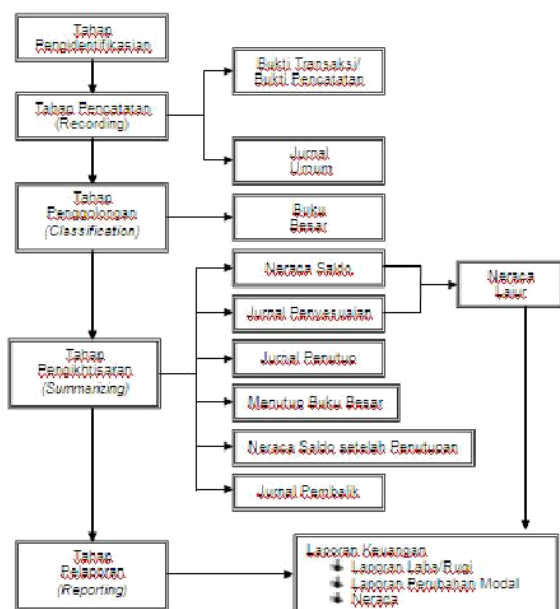 Tahap
Pengidentifikasian
Bukti Transaksi/
Bukti Pencatatan
Tahap Pencatatan
(Recording)
Jurnal
Umum
Tahap
Penggolongan
(Classification)
Buku
Besar
Neraca Saldo
Neraca
Lajur
Jurnal Penyesuaian
Tahap
Pengikhtisaran
(Summarizing)
Jurnal Penutup
Menutup Buku Besar
Neraca Saldo setelah Penutupan
Jurnal Pembalik
Tahap
Pelaporan
(Reporting)
Laporan Keuangan
Laporan Laba/Rugi
Laporan Perubahan Modal
Neraca